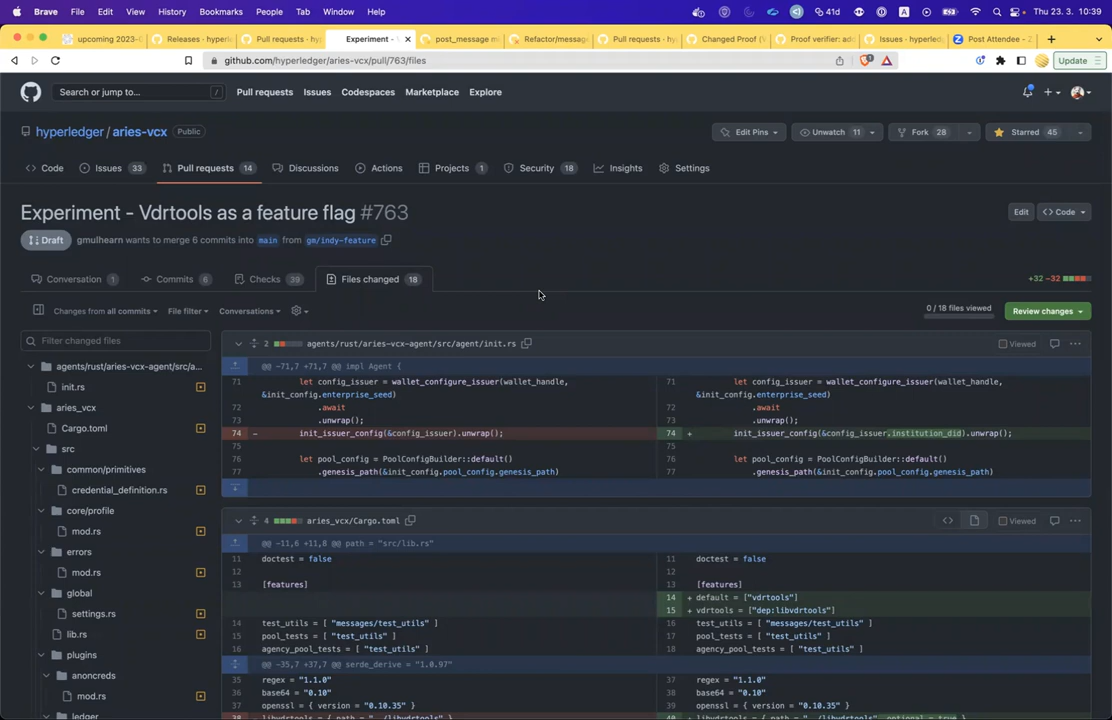 Brave File Edit View History Bookmarks People Tab Window Help 41d A Thu 23. 3. 10:39
upcoming 2023-0 Releases · hyperle Pull requests · hyp Experiment - Vdrto post_message mi Refactor/message Pull requests · hyp Changed Proof (V Proof verifier: add Issues · hyperledg Post Attendee - Z
github.com/hyperledger/aries-vcx/pull/763/files Update
Search or jump to... / Pull requests Issues Codespaces Marketplace Explore
hyperledger / aries-vcx Public Edit Pins Unwatch 11 Fork 28 Starred 45
Code Issues 33 Pull requests 14 Discussions Actions Projects 1 Security 18 Insights Settings
Experiment - Vdrtools as a feature flag #763 Edit Code
Draft gmulhearn wants to merge 6 commits into main from gm/indy-feature
Conversation 1 Commits 6 Checks 39 Files changed 18 +32 −32
Changes from all commits File filter Conversations 0 / 18 files viewed Review changes
Filter changed files
agents/rust/aries-vcx-agent/src/a...
init.rs
aries_vcx
Cargo.toml
src
common/primitives
credential_definition.rs
core/profile
mod.rs
errors
mod.rs
global
settings.rs
lib.rs
plugins
anoncreds
mod.rs
ledger
2 agents/rust/aries-vcx-agent/src/agent/init.rs Viewed
@@ -71,7 +71,7 @@ impl Agent {
71 let config_issuer = wallet_configure_issuer(wallet_handle, 71 let config_issuer = wallet_configure_issuer(wallet_handle,
&init_config.enterprise_seed) &init_config.enterprise_seed)
72 .await 72 .await
73 .unwrap(); 73 .unwrap();
74 - init_issuer_config(&config_issuer).unwrap(); 74 + init_issuer_config(&config_issuer.institution_did).unwrap();
75 75
76 let pool_config = PoolConfigBuilder::default() 76 let pool_config = PoolConfigBuilder::default()
77 .genesis_path(&init_config.pool_config.genesis_path) 77 .genesis_path(&init_config.pool_config.genesis_path)
4 aries_vcx/Cargo.toml Viewed
@@ -11,6 +11,8 @@ path = "src/lib.rs"
11 doctest = false 11 doctest = false
12 12
13 [features] 13 [features]
14 + default = ["vdrtools"]
15 + vdrtools = ["dep:libvdrtools"]
14 test_utils = [ "messages/test_utils" ] 16 test_utils = [ "messages/test_utils" ]
15 pool_tests = [ "test_utils" ] 17 pool_tests = [ "test_utils" ]
16 agency_pool_tests = [ "test_utils" ] 18 agency_pool_tests = [ "test_utils" ]
@@ -35,7 +37,7 @@ serde_derive = "1.0.97"
35 regex = "1.1.0" 37 regex = "1.1.0"
36 base64 = "0.10" 38 base64 = "0.10"
37 openssl = { version = "0.10.35" 39 openssl = { version = "0.10.35"